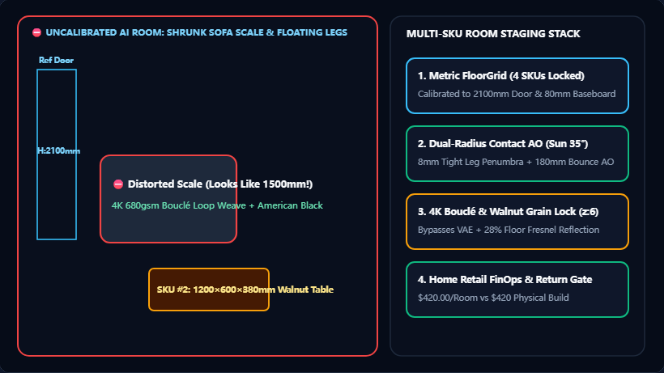 ⛔ UNCALIBRATED AI ROOM: SHRUNK SOFA SCALE & FLOATING LEGS
Ref Door
H:2100mm
⛔ Distorted Scale (Looks Like 1500mm!)
4K 680gsm Bouclé Loop Weave + American Black
SKU #2: 1200×600×380mm Walnut Table
MULTI-SKU ROOM STAGING STACK
1. Metric FloorGrid (4 SKUs Locked)
Calibrated to 2100mm Door & 80mm Baseboard
2. Dual-Radius Contact AO (Sun 35°)
8mm Tight Leg Penumbra + 180mm Bounce AO
3. 4K Bouclé & Walnut Grain Lock (z:6)
Bypasses VAE + 28% Floor Fresnel Reflection
4. Home Retail FinOps & Return Gate
$420.00/Room vs $420 Physical Build